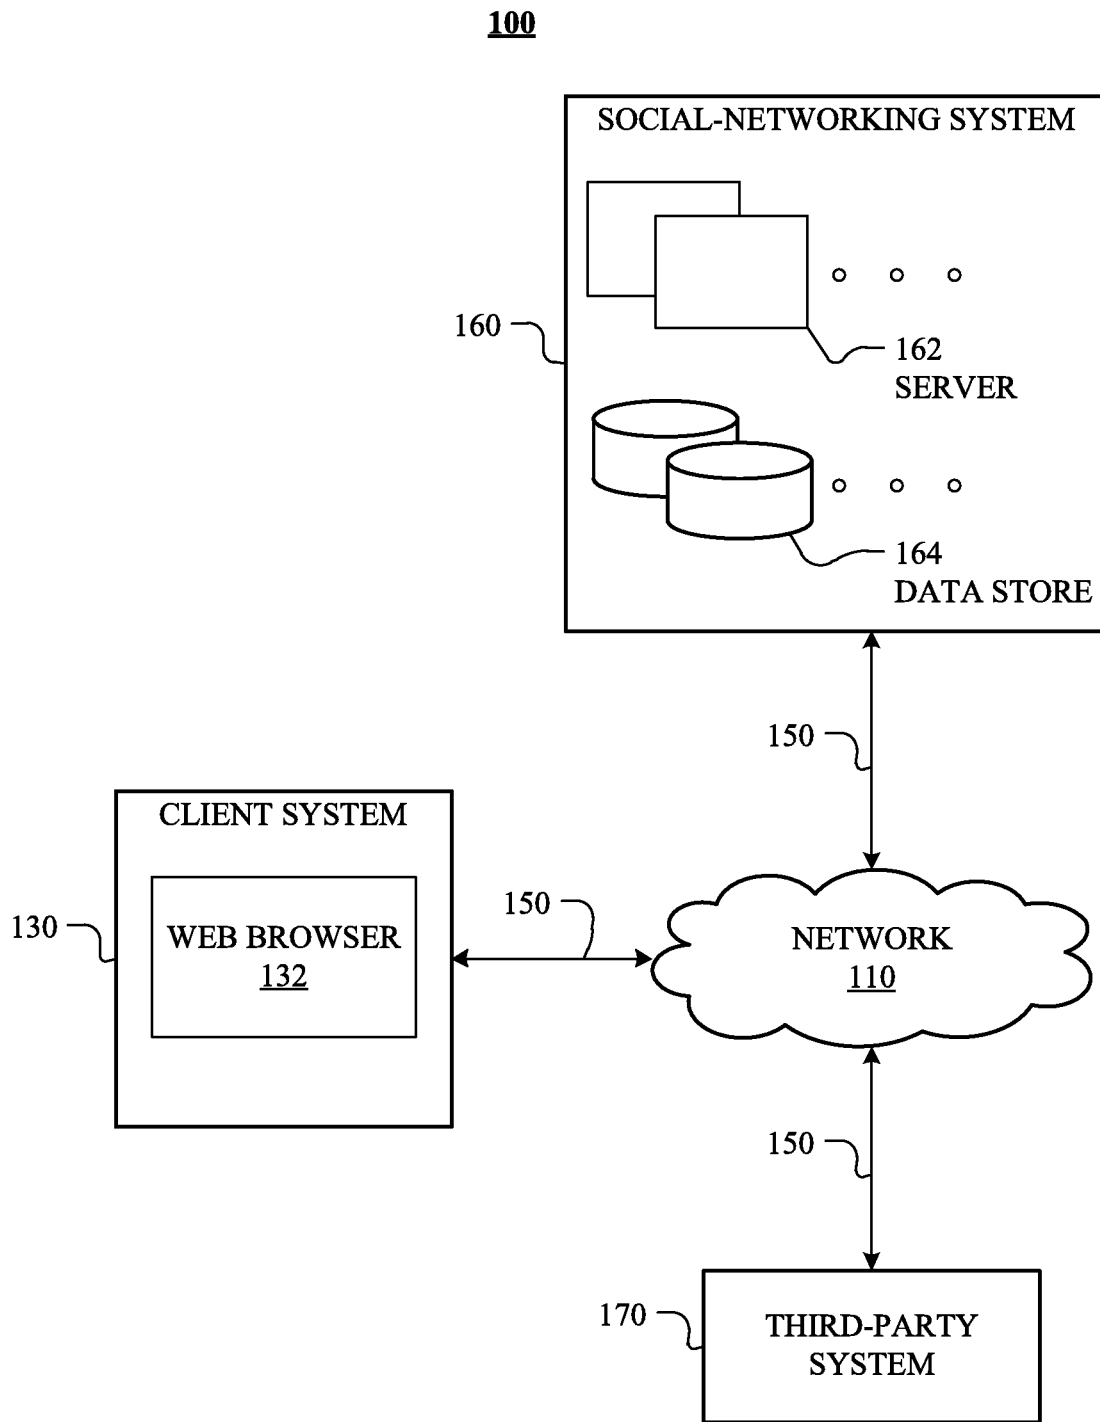 100
SOCIAL-NETWORKING SYSTEM
160
162
SERVER
164
DATA STORE
150
CLIENT SYSTEM
130
WEB BROWSER
132
150
NETWORK
110
150
170
THIRD-PARTY
SYSTEM